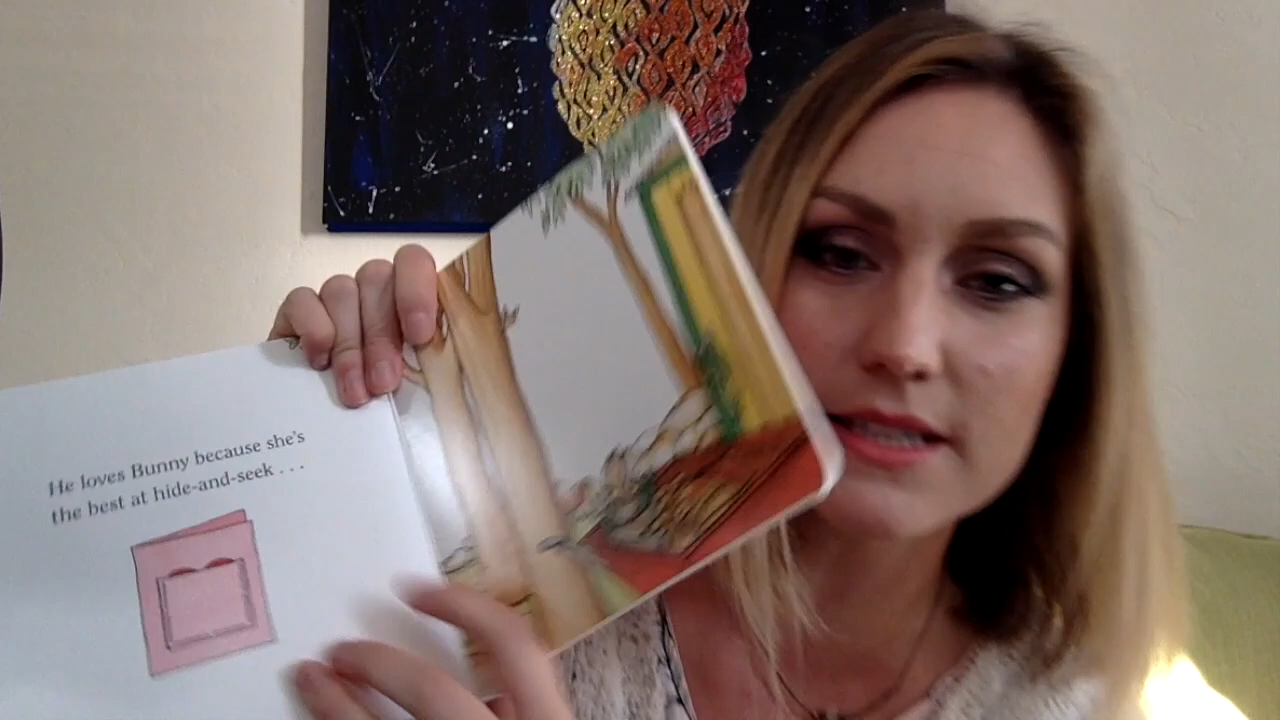 He loves Bunny because she's
the best at hide-and-seek . . .